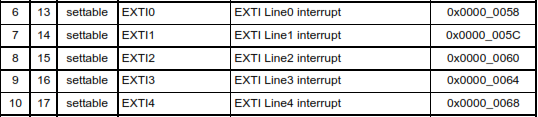 6 13 settable EXTI0 EXTI Line0 interrupt 0x0000_0058
7 14 settable EXTI1 EXTI Line1 interrupt 0x0000_005C
8 15 settable EXTI2 EXTI Line2 interrupt 0x0000_0060
9 16 settable EXTI3 EXTI Line3 interrupt 0x0000_0064
10 17 settable EXTI4 EXTI Line4 interrupt 0x0000_0068